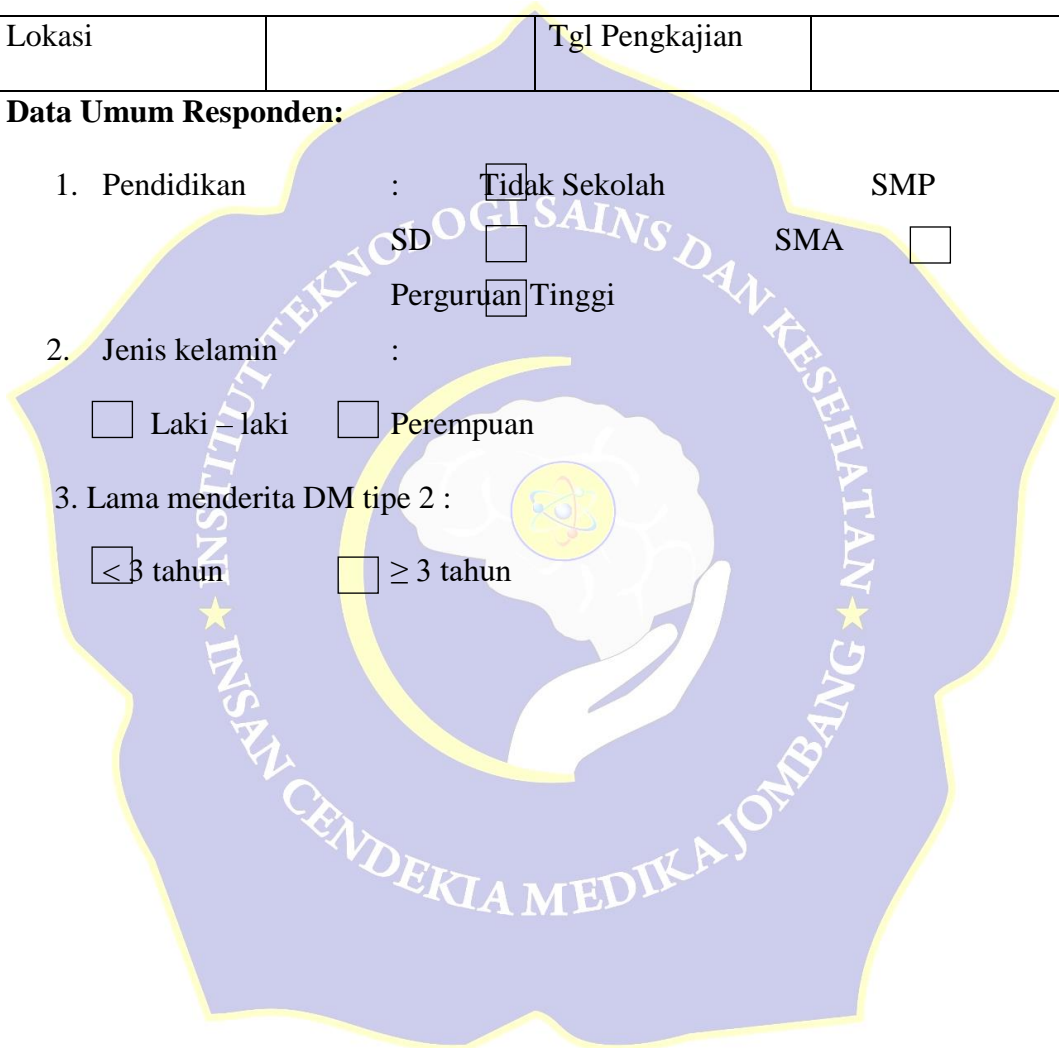 Lokasi Tgl Pengkajian
Data Umum Responden:
1. Pendidikan : Tidak Sekolah SMP
SD SMA
Perguruan Tinggi
2. Jenis kelamin :
Laki – laki Perempuan
3. Lama menderita DM tipe 2 :
< 3 tahun ≥ 3 tahun
INSTITUT TEKNOLOGI SAINS DAN KESEHATAN
INSAN CENDEKIA MEDIKA JOMBANG